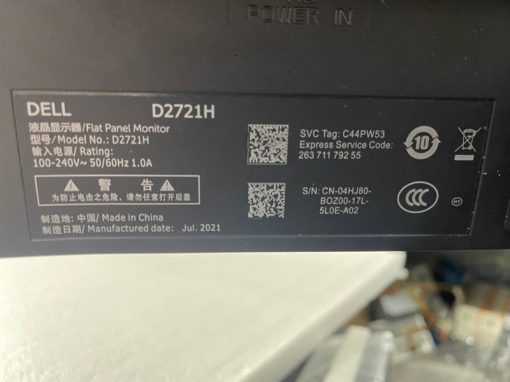 POWER IN
DELL D2721H
液晶显示器/Flat Panel Monitor
型号/Model No.: D2721H
输入电源/ Rating:
100-240V~ 50/60Hz 1.0A
警 告
为防止电击之危险，请勿任意打开后盖
制造地: 中国/ Made in China
制造日期/ Manufactured date: Jul. 2021
SVC Tag: C44PW53
Express Service Code:
263 711 792 55
S/N: CN-04HJ80-
BOZ00-17L-
5L0E-A02
10
CCC
HY